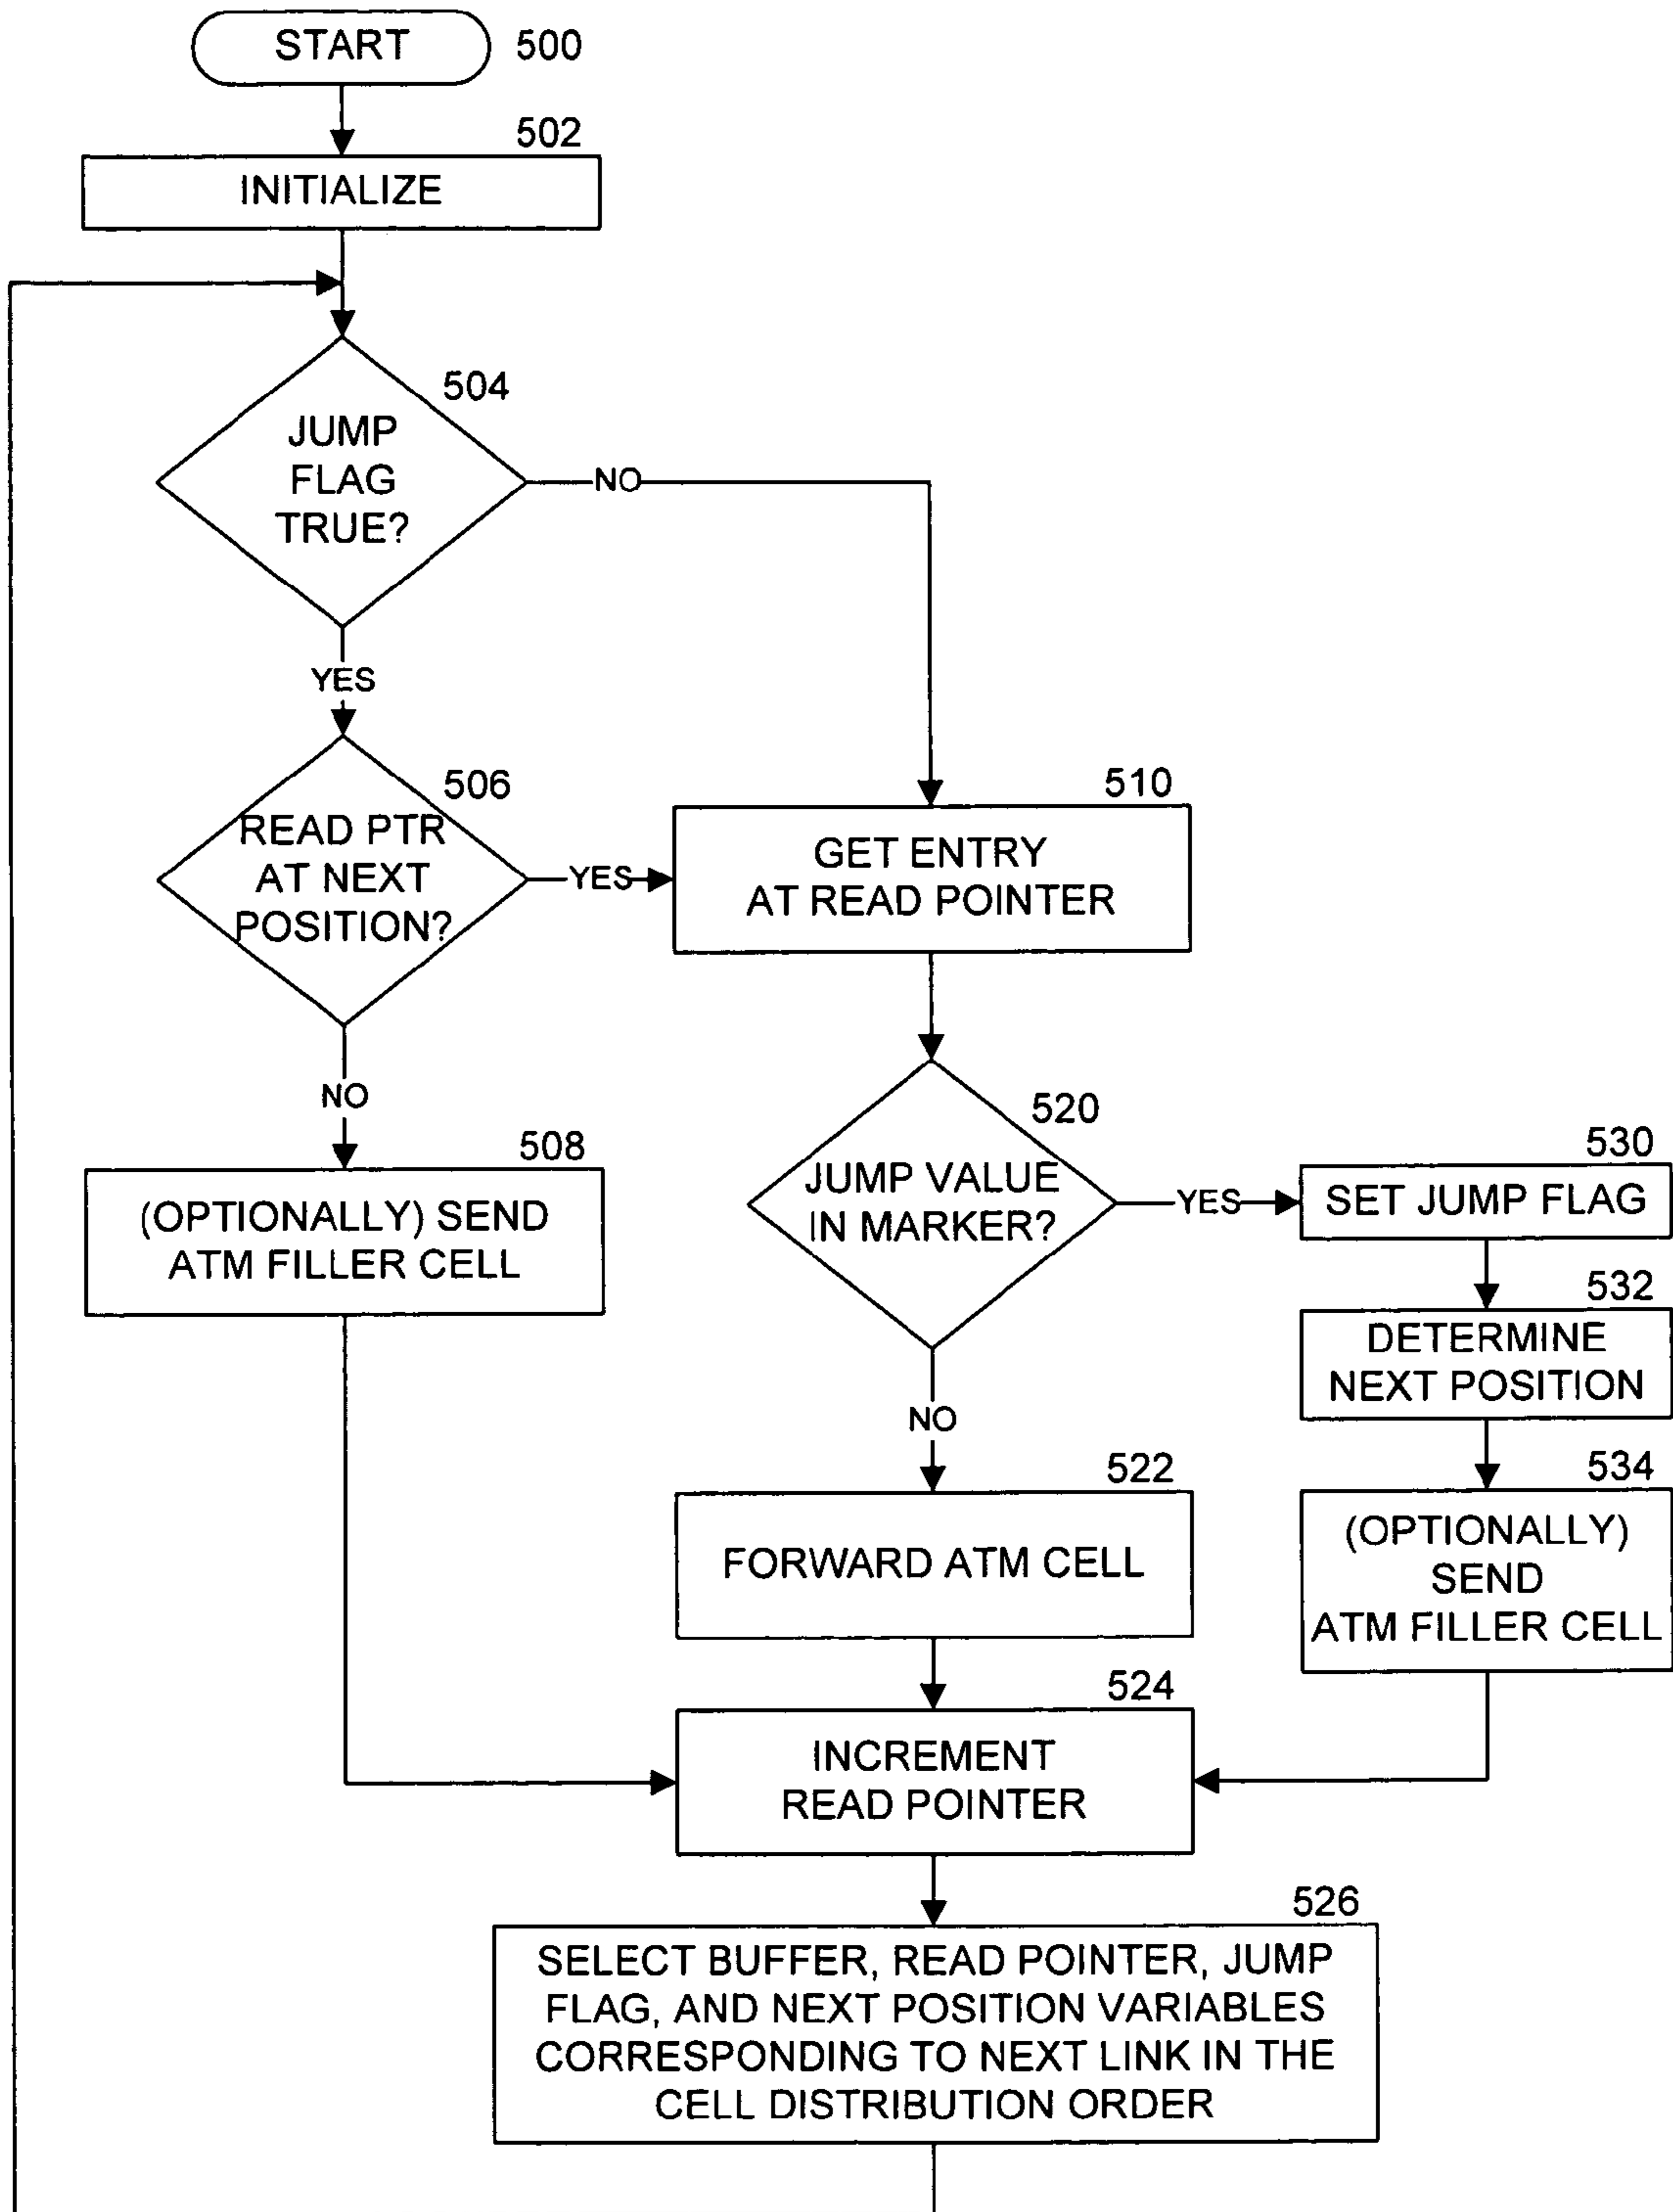 START
500
502
INITIALIZE
504
JUMP
FLAG
TRUE?
NO
YES
506
READ PTR
AT NEXT
POSITION?
YES
510
GET ENTRY
AT READ POINTER
NO
508
(OPTIONALLY) SEND
ATM FILLER CELL
520
JUMP VALUE
IN MARKER?
YES
530
SET JUMP FLAG
532
DETERMINE
NEXT POSITION
534
(OPTIONALLY)
SEND
ATM FILLER CELL
NO
522
FORWARD ATM CELL
524
INCREMENT
READ POINTER
526
SELECT BUFFER, READ POINTER, JUMP
FLAG, AND NEXT POSITION VARIABLES
CORRESPONDING TO NEXT LINK IN THE
CELL DISTRIBUTION ORDER